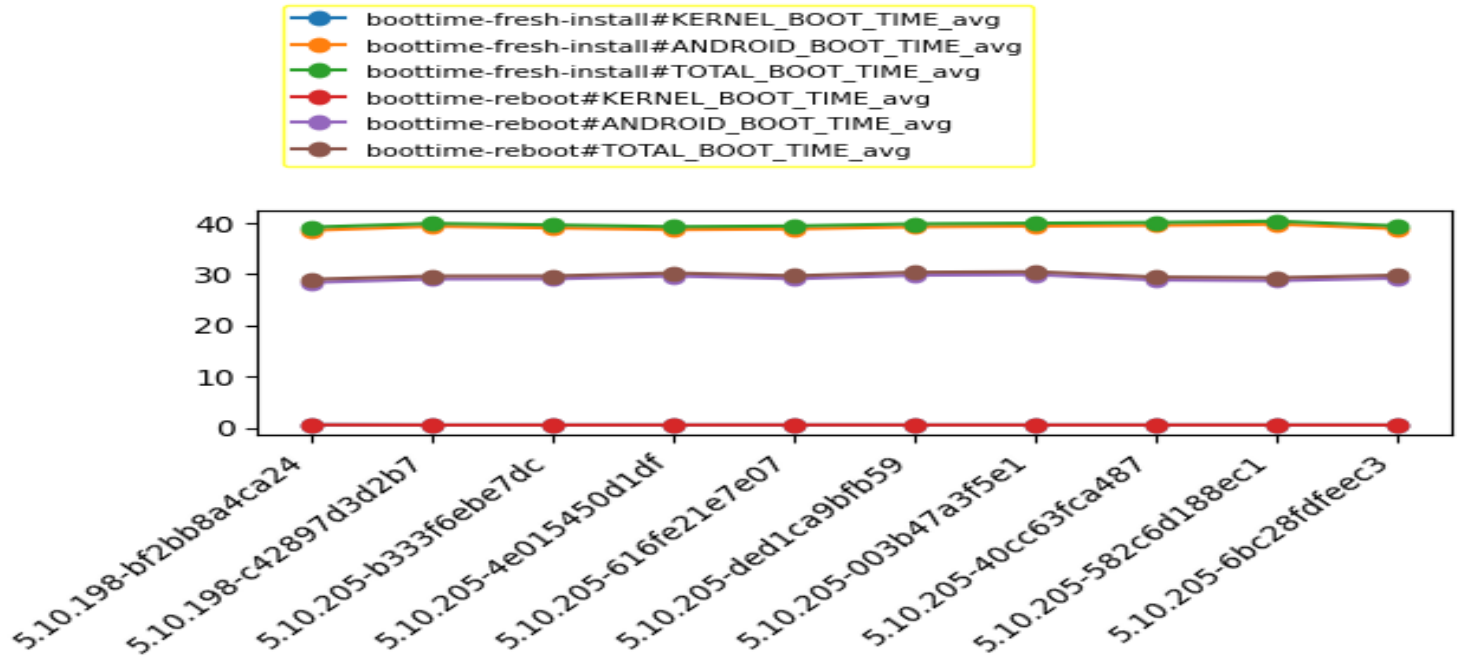 boottime-fresh-install#KERNEL_BOOT_TIME_avg
boottime-fresh-install#ANDROID_BOOT_TIME_avg
boottime-fresh-install#TOTAL_BOOT_TIME_avg
boottime-reboot#KERNEL_BOOT_TIME_avg
boottime-reboot#ANDROID_BOOT_TIME_avg
boottime-reboot#TOTAL_BOOT_TIME_avg
40
30
20
10
0
5.10.198-bf2bb8a4ca24
5.10.198-c42897d3d2b7
5.10.205-b333f6ebe7dc
5.10.205-4e015450d1df
5.10.205-616fe21e7e07
5.10.205-ded1ca9bfb59
5.10.205-003b47a3f5e1
5.10.205-40cc63fca487
5.10.205-582c6d188ec1
5.10.205-6bc28fdfeec3